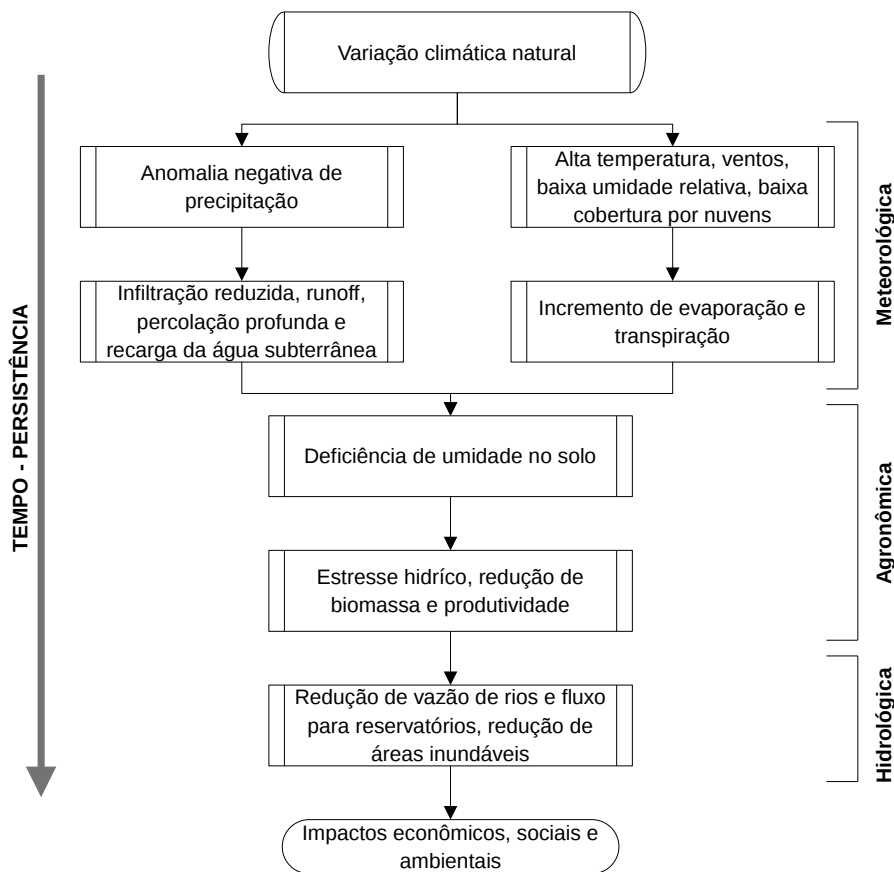 Variação climática natural
Anomalia negativa de
precipitação
Alta temperatura, ventos,
baixa umidade relativa, baixa
cobertura por nuvens
Infiltração reduzida, runoff,
percolação profunda e
recarga da água subterrânea
Incremento de evaporação e
transpiração
Meteorológica
Deficiência de umidade no solo
Estresse hidríco, redução de
biomassa e produtividade
Agronômica
Redução de vazão de rios e fluxo
para reservatórios, redução de
áreas inundáveis
Hidrológica
Impactos econômicos, sociais e
ambientais
TEMPO - PERSISTÊNCIA